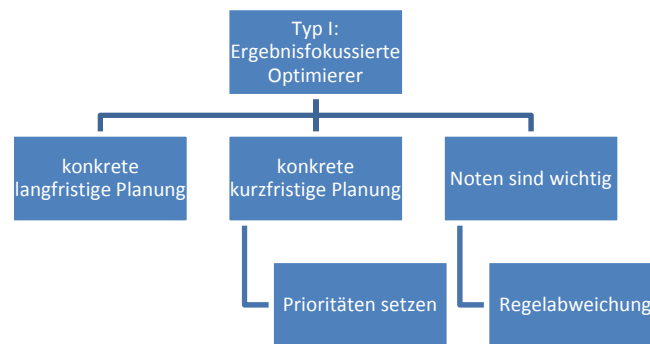 Typ I:
Ergebnisfokussierte
Optimierer
konkrete
langfristige Planung
konkrete
kurzfristige Planung
Noten sind wichtig
Prioritäten setzen
Regelabweichung